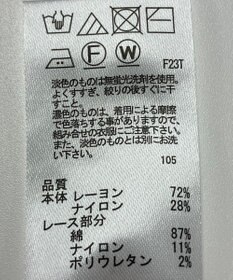 F W
F23T
淡色のものは無蛍光洗剤を使用。
よくすすぎ、絞りの後すぐに干
すこと。
濃色のものは、着用による摩擦
で色落ちする事がありますので、
組み合せの衣服にご注意下さい。
また、淡色のものとは別にお洗
い下さい。
105
品質
本体 レーヨン 72%
ナイロン 28%
レース部分
綿 87%
ナイロン 11%
ポリウレタン 2%